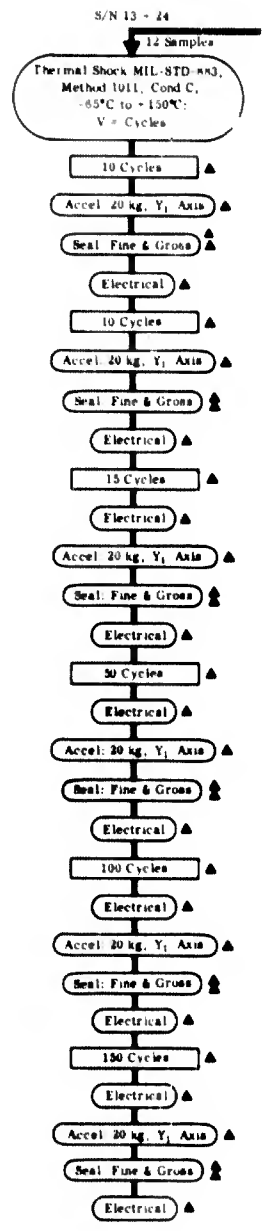 S/N 13 - 24
12 Samples
Thermal Shock MIL-STD-883,
Method 1011, Cond C,
-65°C to +150°C;
V = Cycles
10 Cycles
Accel: 20 kg, Y₁ Axis
Seal: Fine & Gross
Electrical
10 Cycles
Accel: 20 kg, Y₁ Axis
Seal: Fine & Gross
Electrical
15 Cycles
Electrical
Accel: 20 kg, Y₁ Axis
Seal: Fine & Gross
Electrical
50 Cycles
Electrical
Accel: 20 kg, Y₁ Axis
Seal: Fine & Gross
Electrical
100 Cycles
Electrical
Accel: 20 kg, Y₁ Axis
Seal: Fine & Gross
Electrical
150 Cycles
Electrical
Accel: 20 kg, Y₁ Axis
Seal: Fine & Gross
Electrical